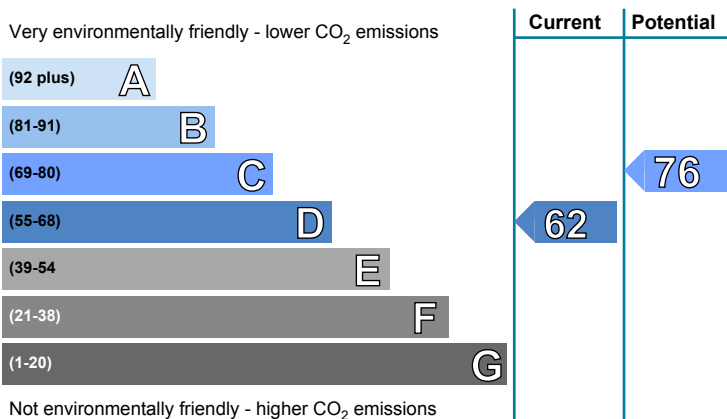 Current Potential
Very environmentally friendly - lower CO₂ emissions
(92 plus) A
(81-91) B
(69-80) C
76
(55-68) D
62
(39-54 E
(21-38) F
(1-20) G
Not environmentally friendly - higher CO₂ emissions